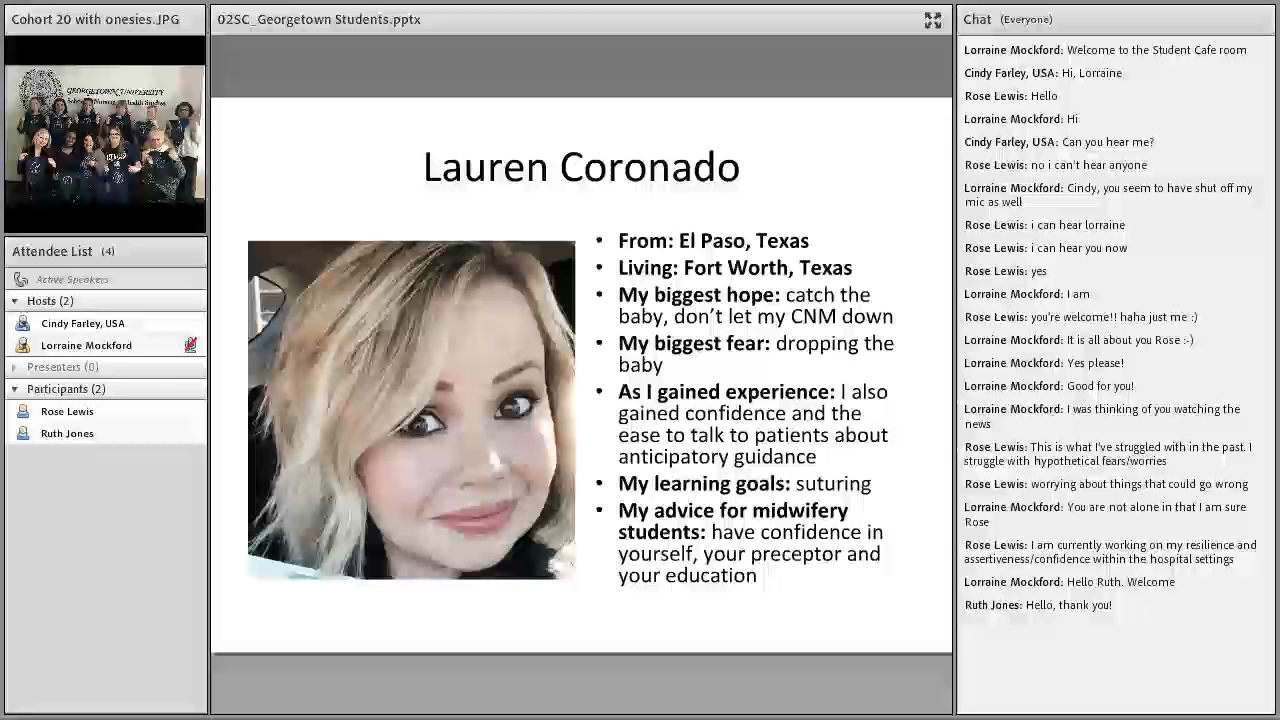 Cohort 20 with onesies.JPG
GEORGETOWN UNIVERSITY
Attendee List (4)
Active Speakers
Hosts (2)
Cindy Farley, USA
Lorraine Mockford
Presenters (0)
Participants (2)
Rose Lewis
Ruth Jones
02SC_Georgetown Students.pptx
Lauren Coronado
• From: El Paso, Texas
• Living: Fort Worth, Texas
• My biggest hope: catch the
baby, don't let my CNM down
• My biggest fear: dropping the
baby
• As I gained experience: I also
gained confidence and the
ease to talk to patients about
anticipatory guidance
• My learning goals: suturing
• My advice for midwifery
students: have confidence in
yourself, your preceptor and
your education
Chat (Everyone)
Lorraine Mockford: Welcome to the Student Cafe room
Cindy Farley, USA: Hi, Lorraine
Rose Lewis: Hello
Lorraine Mockford: Hi
Cindy Farley, USA: Can you hear me?
Rose Lewis: no i can't hear anyone
Lorraine Mockford: Cindy, you seem to have shut off my
mic as well
Rose Lewis: i can hear lorraine
Rose Lewis: i can hear you now
Rose Lewis: yes
Lorraine Mockford: I am
Rose Lewis: you're welcome!! haha just me :)
Lorraine Mockford: It is all about you Rose :-)
Lorraine Mockford: Yes please!
Lorraine Mockford: Good for you!
Lorraine Mockford: I was thinking of you watching the
news
Rose Lewis: This is what I've struggled with in the past. I
struggle with hypothetical fears/worries
Rose Lewis: worrying about things that could go wrong
Lorraine Mockford: You are not alone in that I am sure
Rose
Rose Lewis: I am currently working on my resilience and
assertiveness/confidence within the hospital settings
Lorraine Mockford: Hello Ruth. Welcome
Ruth Jones: Hello, thank you!